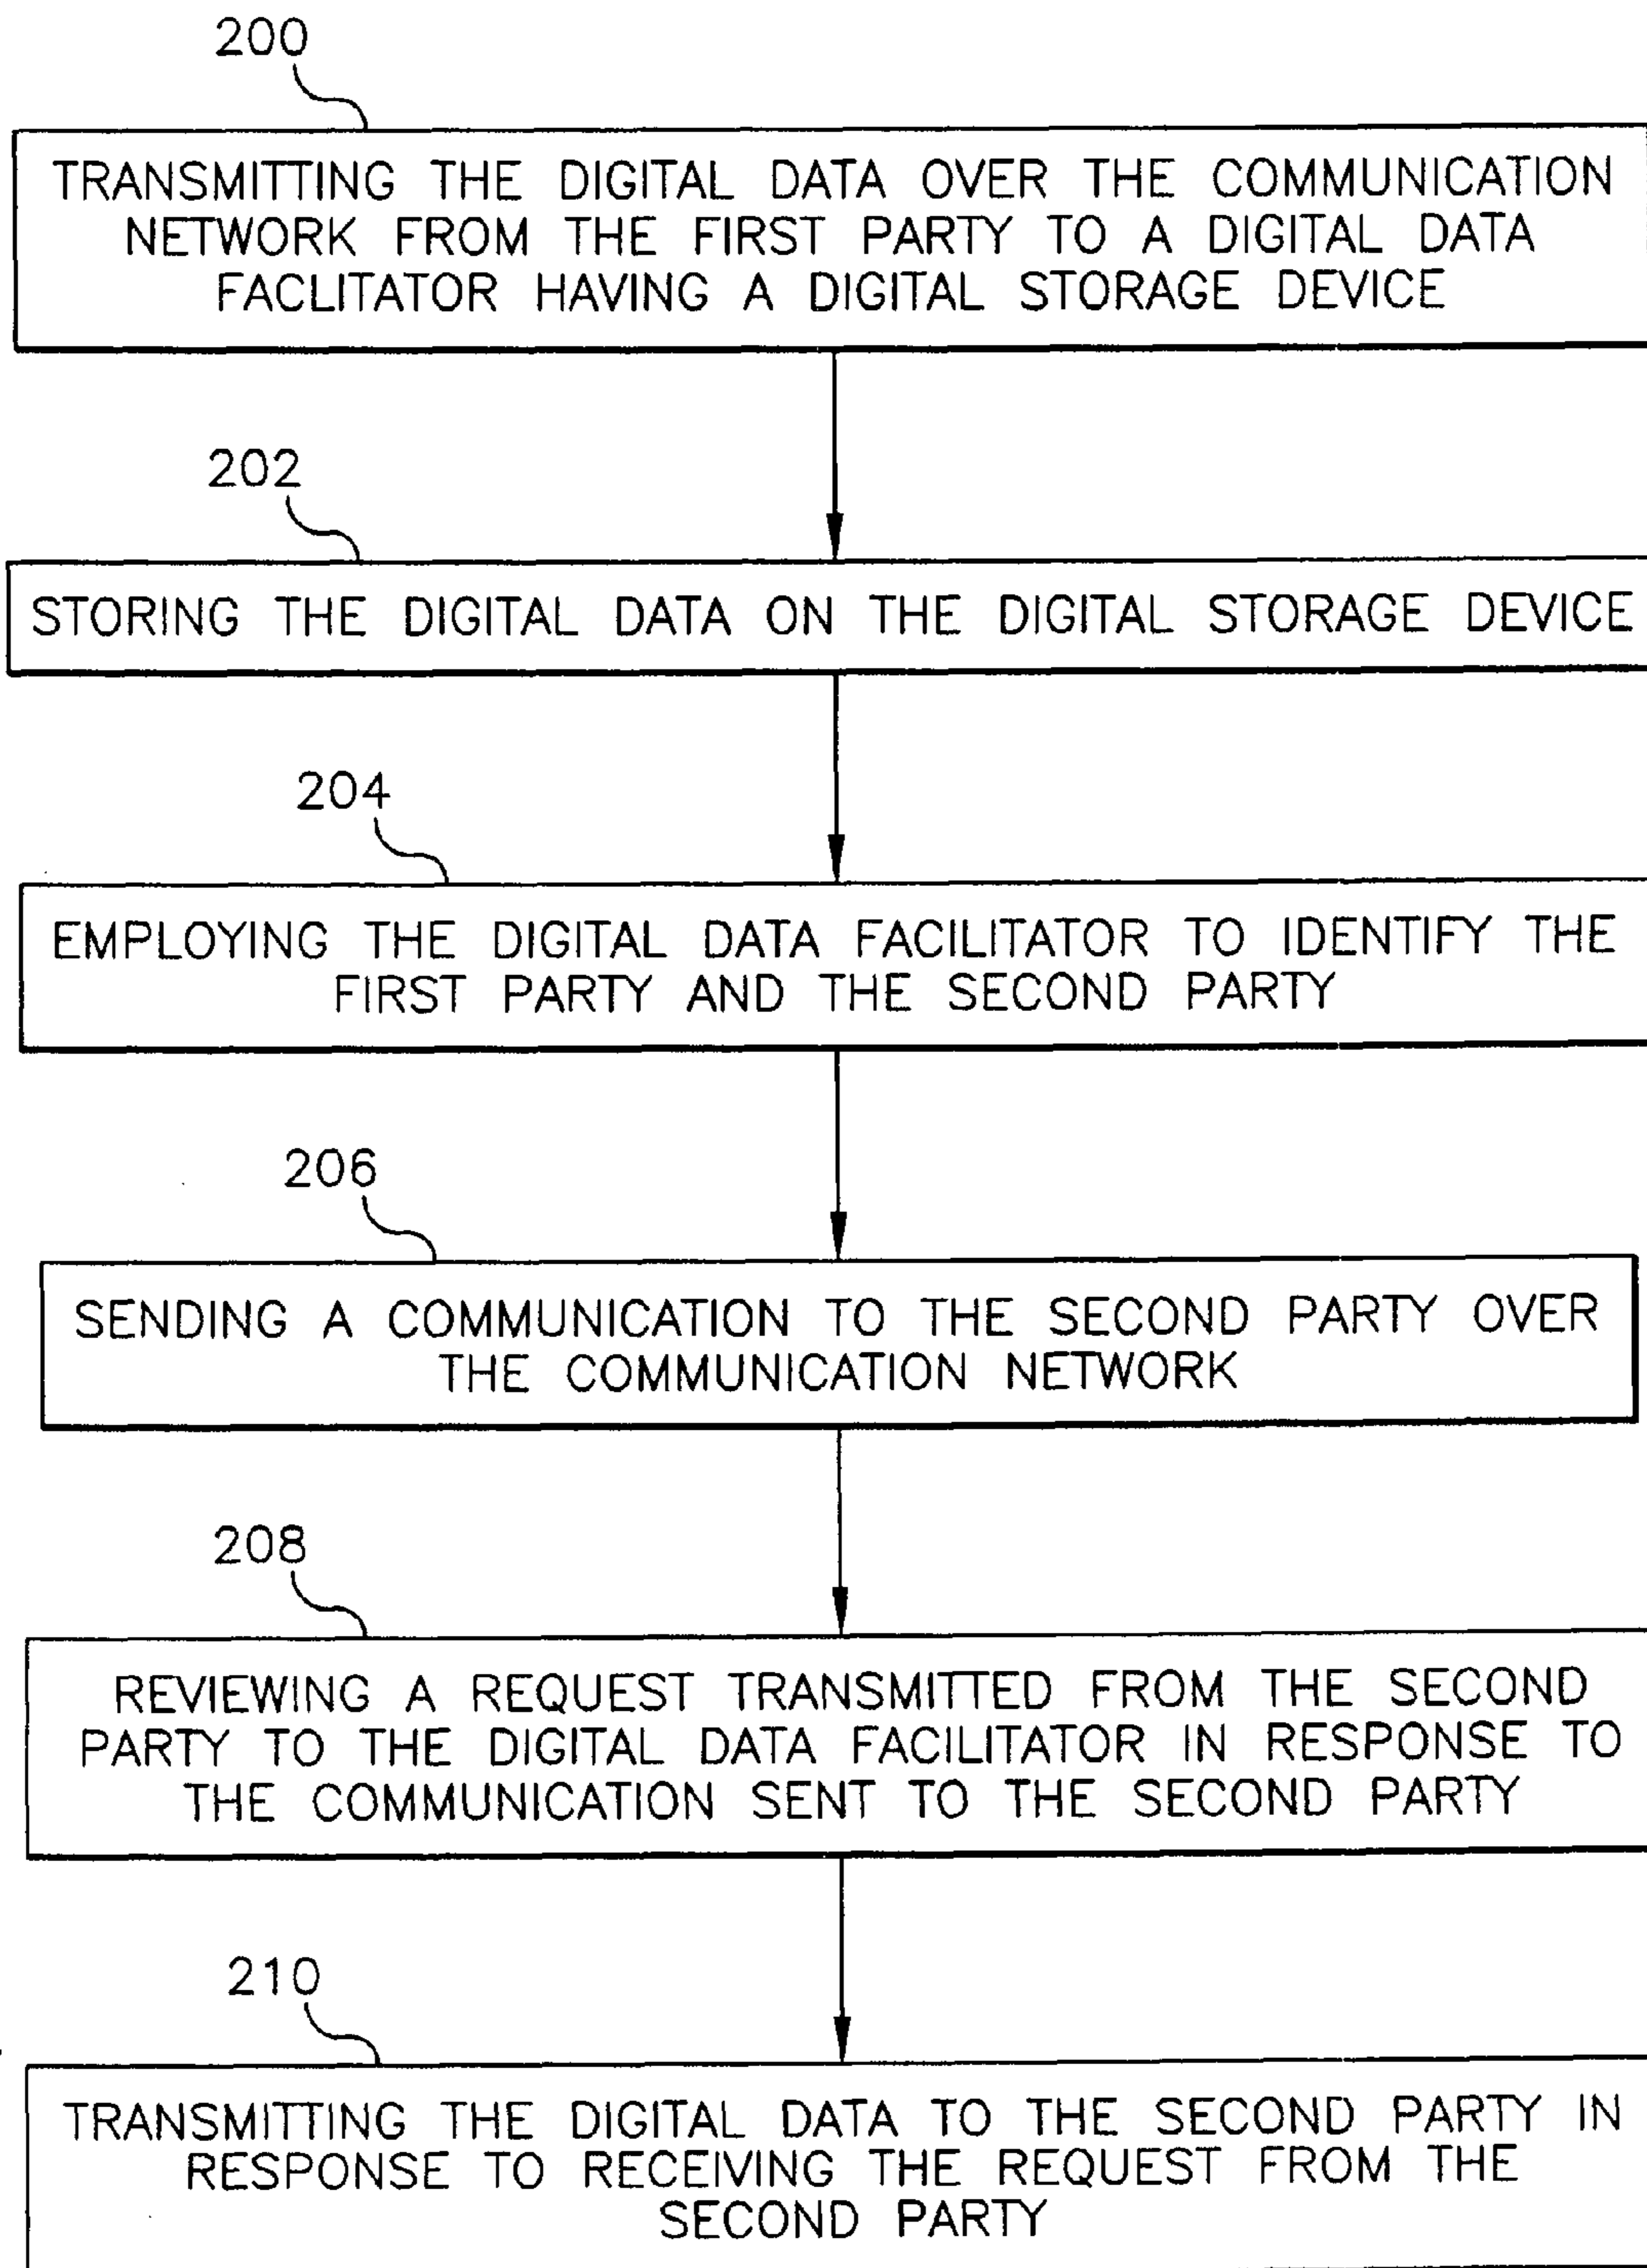 200
TRANSMITTING THE DIGITAL DATA OVER THE COMMUNICATION
NETWORK FROM THE FIRST PARTY TO A DIGITAL DATA
FACLITATOR HAVING A DIGITAL STORAGE DEVICE
202
STORING THE DIGITAL DATA ON THE DIGITAL STORAGE DEVICE
204
EMPLOYING THE DIGITAL DATA FACILITATOR TO IDENTIFY THE
FIRST PARTY AND THE SECOND PARTY
206
SENDING A COMMUNICATION TO THE SECOND PARTY OVER
THE COMMUNICATION NETWORK
208
REVIEWING A REQUEST TRANSMITTED FROM THE SECOND
PARTY TO THE DIGITAL DATA FACILITATOR IN RESPONSE TO
THE COMMUNICATION SENT TO THE SECOND PARTY
210
TRANSMITTING THE DIGITAL DATA TO THE SECOND PARTY IN
RESPONSE TO RECEIVING THE REQUEST FROM THE
SECOND PARTY